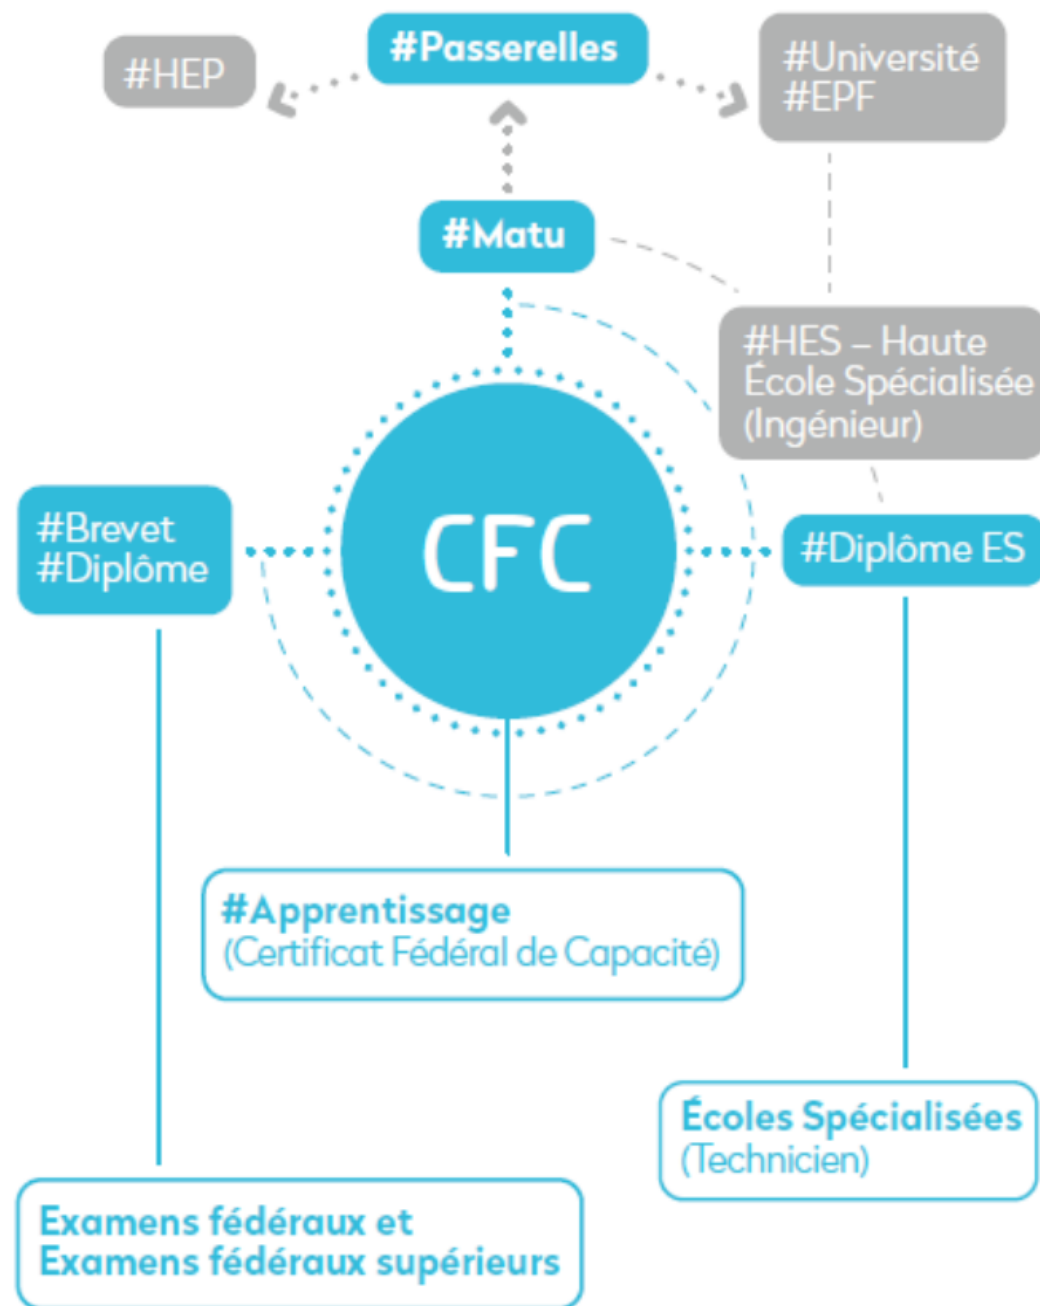 #Passerelles
#HEP
#Université
#EPF
#Matu
#HES – Haute
École Spécialisée
(Ingénieur)
#Brevet
#Diplôme
CFC
#Diplôme ES
#Apprentissage
(Certificat Fédéral de Capacité)
Écoles Spécialisées
(Technicien)
Examens fédéraux et
Examens fédéraux supérieurs